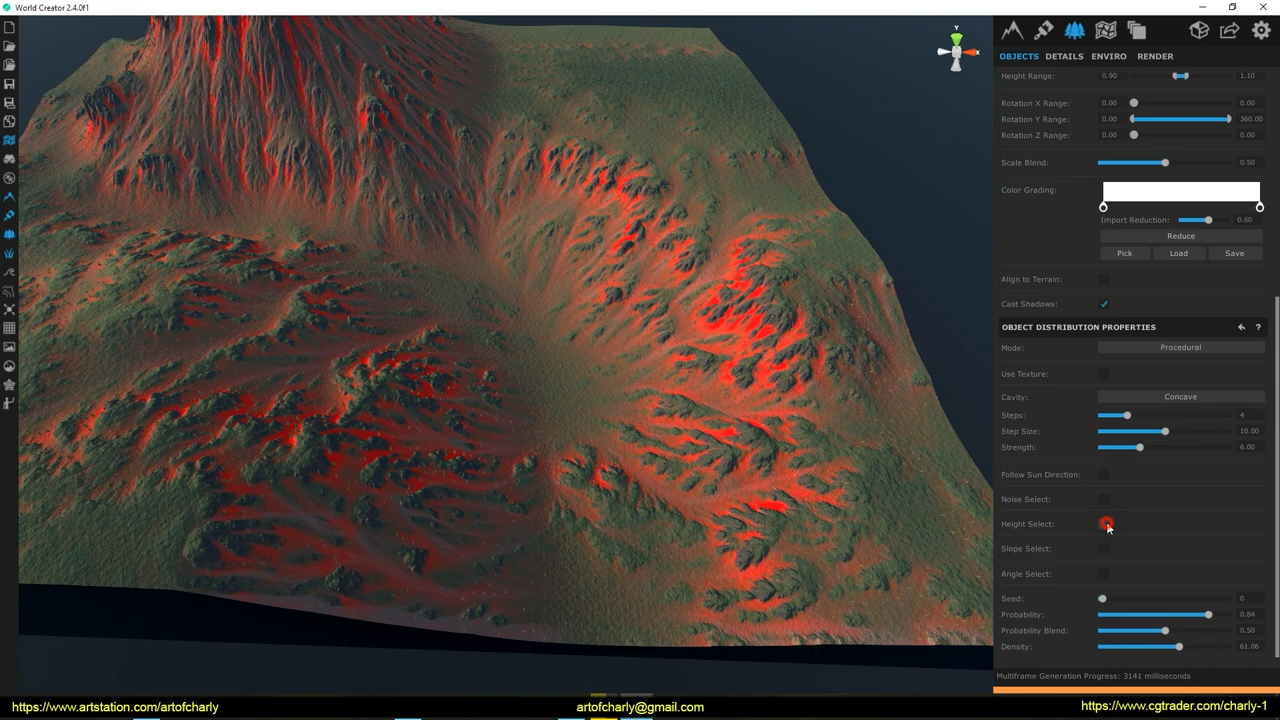 World Creator 2.4.0f1
Y
X
OBJECTS DETAILS ENVIRO RENDER
Height Range: 0.90 1.10
Rotation X Range: 0.00 0.00
Rotation Y Range: 0.00 360.00
Rotation Z Range: 0.00 0.00
Scale Blend: 0.50
Color Grading:
Import Reduction: 0.60
Reduce
Pick Load Save
Align to Terrain:
Cast Shadows:
OBJECT DISTRIBUTION PROPERTIES ?
Mode: Procedural
Use Texture:
Cavity: Concave
Steps: 4
Step Size: 10.00
Strength: 6.00
Follow Sun Direction:
Noise Select:
Height Select:
Slope Select:
Angle Select:
Seed: 0
Probability: 0.84
Probability Blend: 0.50
Density: 61.06
Multiframe Generation Progress: 3141 milliseconds
https://www.artstation.com/artofcharly artofcharly@gmail.com https://www.cgtrader.com/charly-1